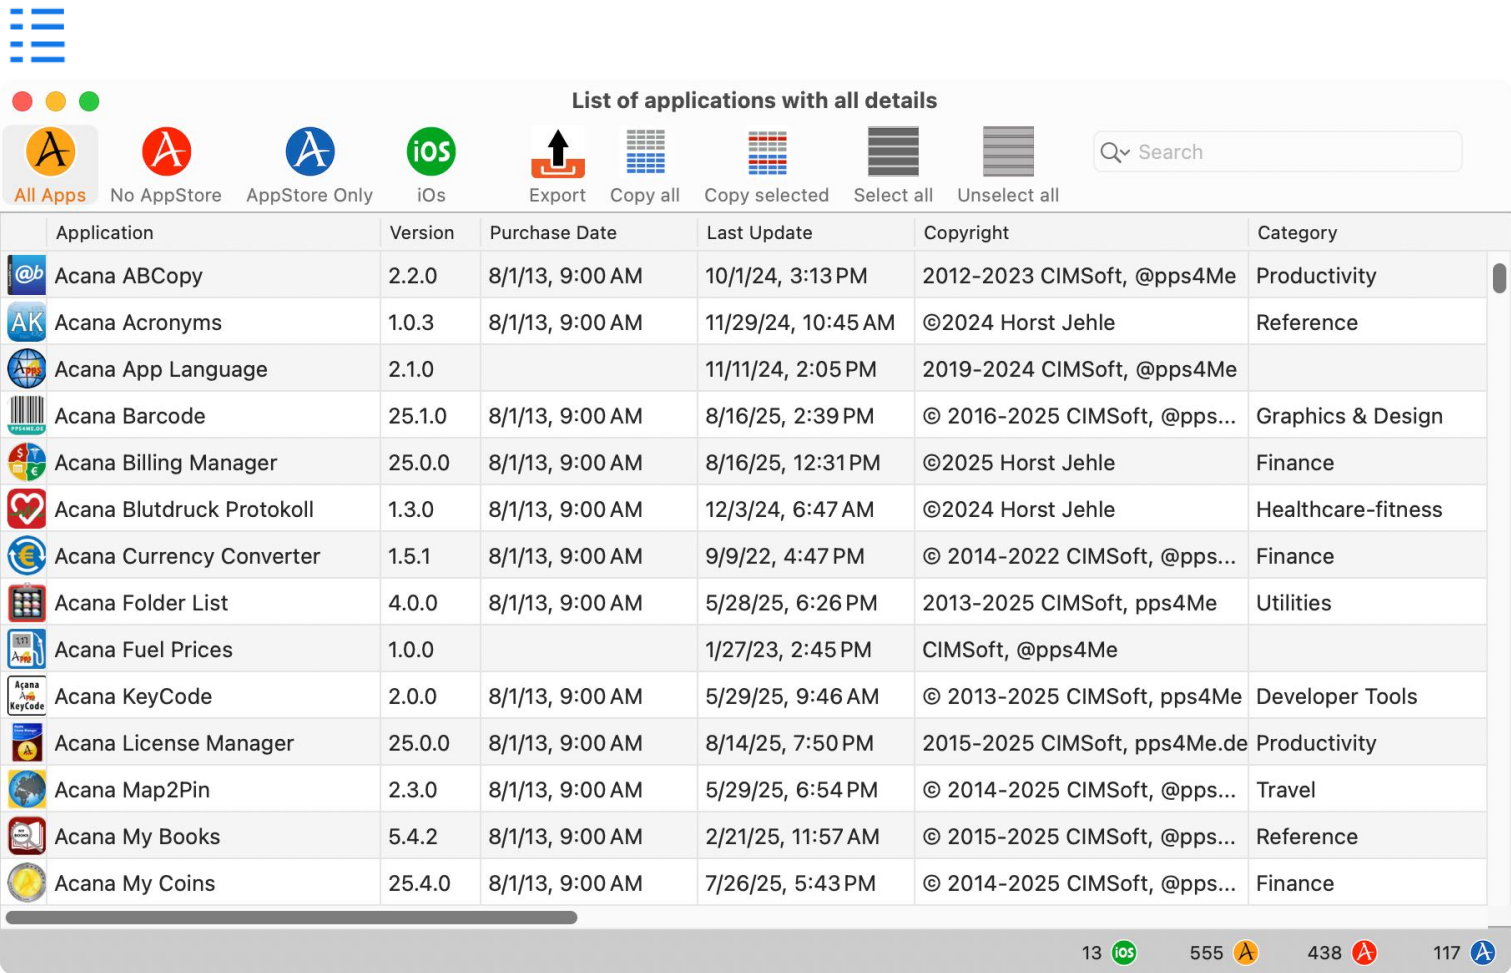 List of applications with all details
All Apps No AppStore AppStore Only iOS iOs Export Copy all Copy selected Select all Unselect all Search
Application Version Purchase Date Last Update Copyright Category
@b Acana ABCopy 2.2.0 8/1/13, 9:00 AM 10/1/24, 3:13 PM 2012-2023 CIMSoft, @pps4Me Productivity
AK Acana Acronyms 1.0.3 8/1/13, 9:00 AM 11/29/24, 10:45 AM ©2024 Horst Jehle Reference
Apps Acana App Language 2.1.0 11/11/24, 2:05 PM 2019-2024 CIMSoft, @pps4Me
PPS4ME.DE Acana Barcode 25.1.0 8/1/13, 9:00 AM 8/16/25, 2:39 PM © 2016-2025 CIMSoft, @pps... Graphics & Design
$ € Acana Billing Manager 25.0.0 8/1/13, 9:00 AM 8/16/25, 12:31 PM ©2025 Horst Jehle Finance
Acana Blutdruck Protokoll 1.3.0 8/1/13, 9:00 AM 12/3/24, 6:47 AM ©2024 Horst Jehle Healthcare-fitness
€ Acana Currency Converter 1.5.1 8/1/13, 9:00 AM 9/9/22, 4:47 PM © 2014-2022 CIMSoft, @pps... Finance
Acana Folder List 4.0.0 8/1/13, 9:00 AM 5/28/25, 6:26 PM 2013-2025 CIMSoft, pps4Me Utilities
Acana Fuel Prices 1.0.0 1/27/23, 2:45 PM CIMSoft, @pps4Me
Açana KeyCode Acana KeyCode 2.0.0 8/1/13, 9:00 AM 5/29/25, 9:46 AM © 2013-2025 CIMSoft, pps4Me Developer Tools
Acana License Manager 25.0.0 8/1/13, 9:00 AM 8/14/25, 7:50 PM 2015-2025 CIMSoft, pps4Me.de Productivity
Acana Map2Pin 2.3.0 8/1/13, 9:00 AM 5/29/25, 6:54 PM © 2014-2025 CIMSoft, @pps... Travel
Acana My Books 5.4.2 8/1/13, 9:00 AM 2/21/25, 11:57 AM © 2015-2025 CIMSoft, @pps... Reference
Acana My Coins 25.4.0 8/1/13, 9:00 AM 7/26/25, 5:43 PM © 2014-2025 CIMSoft, @pps... Finance
13 iOS 555 438 117